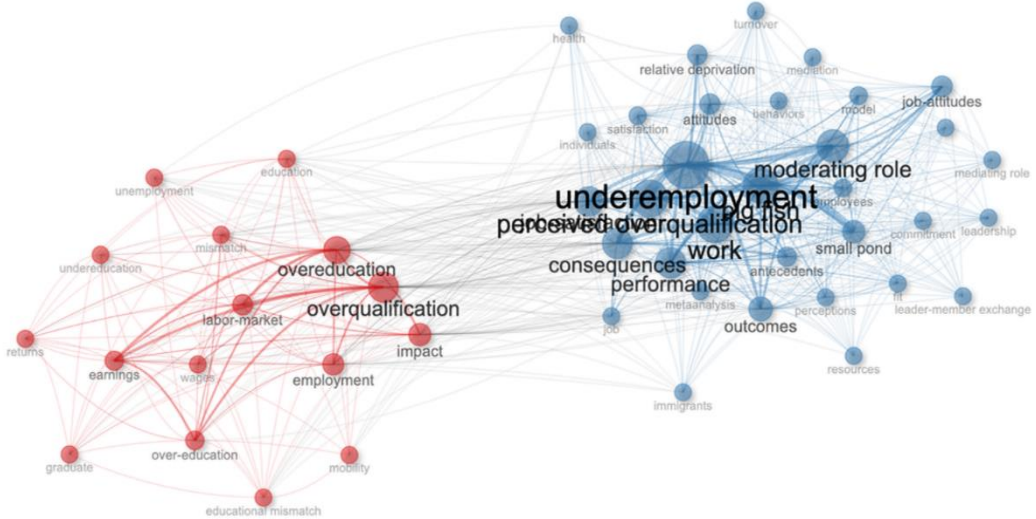 turnover
health
relative deprivation
mediation
job-attitudes
model
behaviors
attitudes
satisfaction
individuals
mediating role
education
moderating role
unemployment
employees
underemployment
big fish
job satisfaction
perceived overqualification
leadership
commitment
mismatch
small pond
work
undereducation
overeducation
consequences
antecedents
performance
fit
metaanalysis
perceptions
leader-member exchange
overqualification
labor-market
job
outcomes
returns
impact
earnings
wages
employment
resources
immigrants
over-education
graduate
mobility
educational mismatch